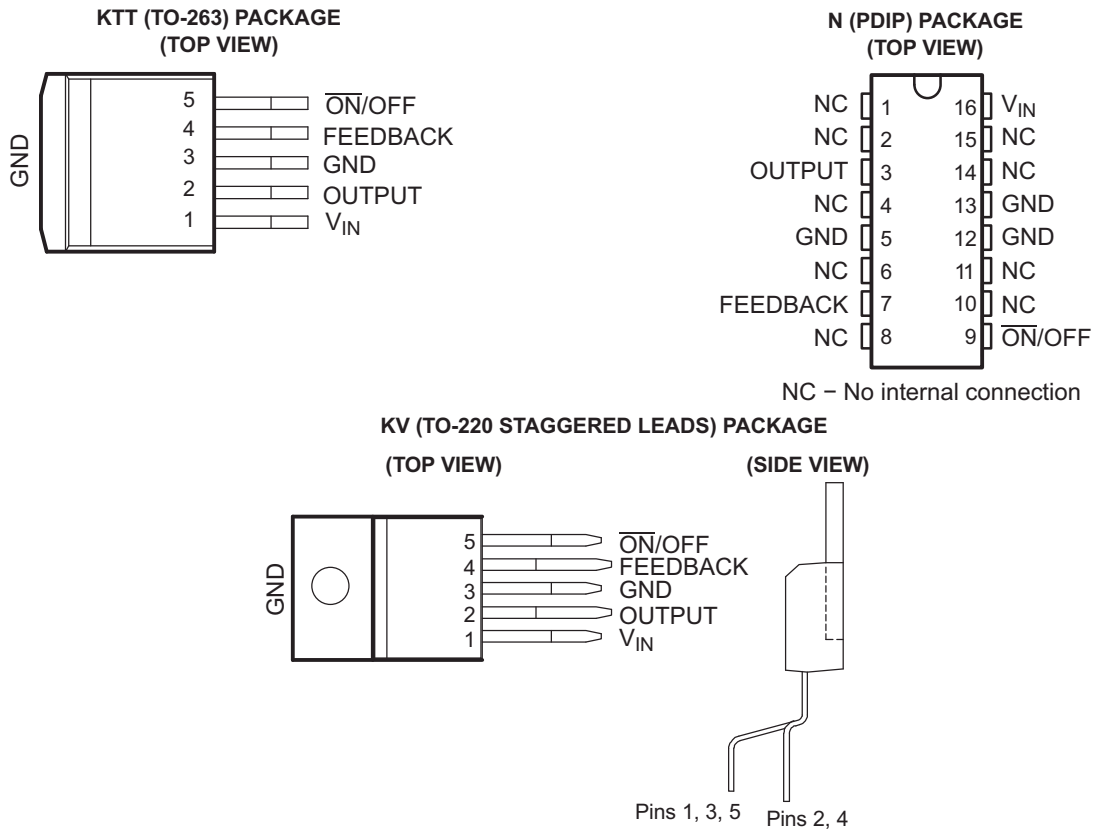 KTT (TO-263) PACKAGE
(TOP VIEW)
GND
5 ON/OFF
4 FEEDBACK
3 GND
2 OUTPUT
1 VIN
N (PDIP) PACKAGE
(TOP VIEW)
NC 1 16 VIN
NC 2 15 NC
OUTPUT 3 14 NC
NC 4 13 GND
GND 5 12 GND
NC 6 11 NC
FEEDBACK 7 10 NC
NC 8 9 ON/OFF
NC – No internal connection
KV (TO-220 STAGGERED LEADS) PACKAGE
(TOP VIEW)
GND
5 ON/OFF
4 FEEDBACK
3 GND
2 OUTPUT
1 VIN
(SIDE VIEW)
Pins 1, 3, 5
Pins 2, 4